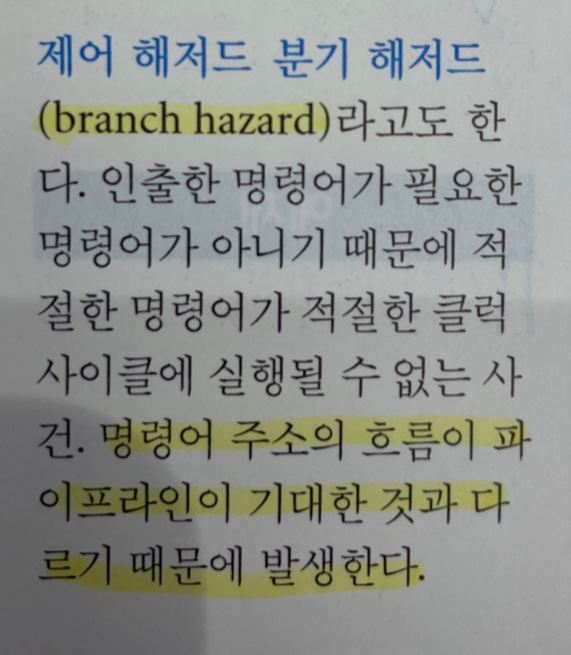 제어 해저드 분기 해저드
(branch hazard)라고도 한
다. 인출한 명령어가 필요한
명령어가 아니기 때문에 적
절한 명령어가 적절한 클럭
사이클에 실행될 수 없는 사
건. 명령어 주소의 흐름이 파
이프라인이 기대한 것과 다
르기 때문에 발생한다.